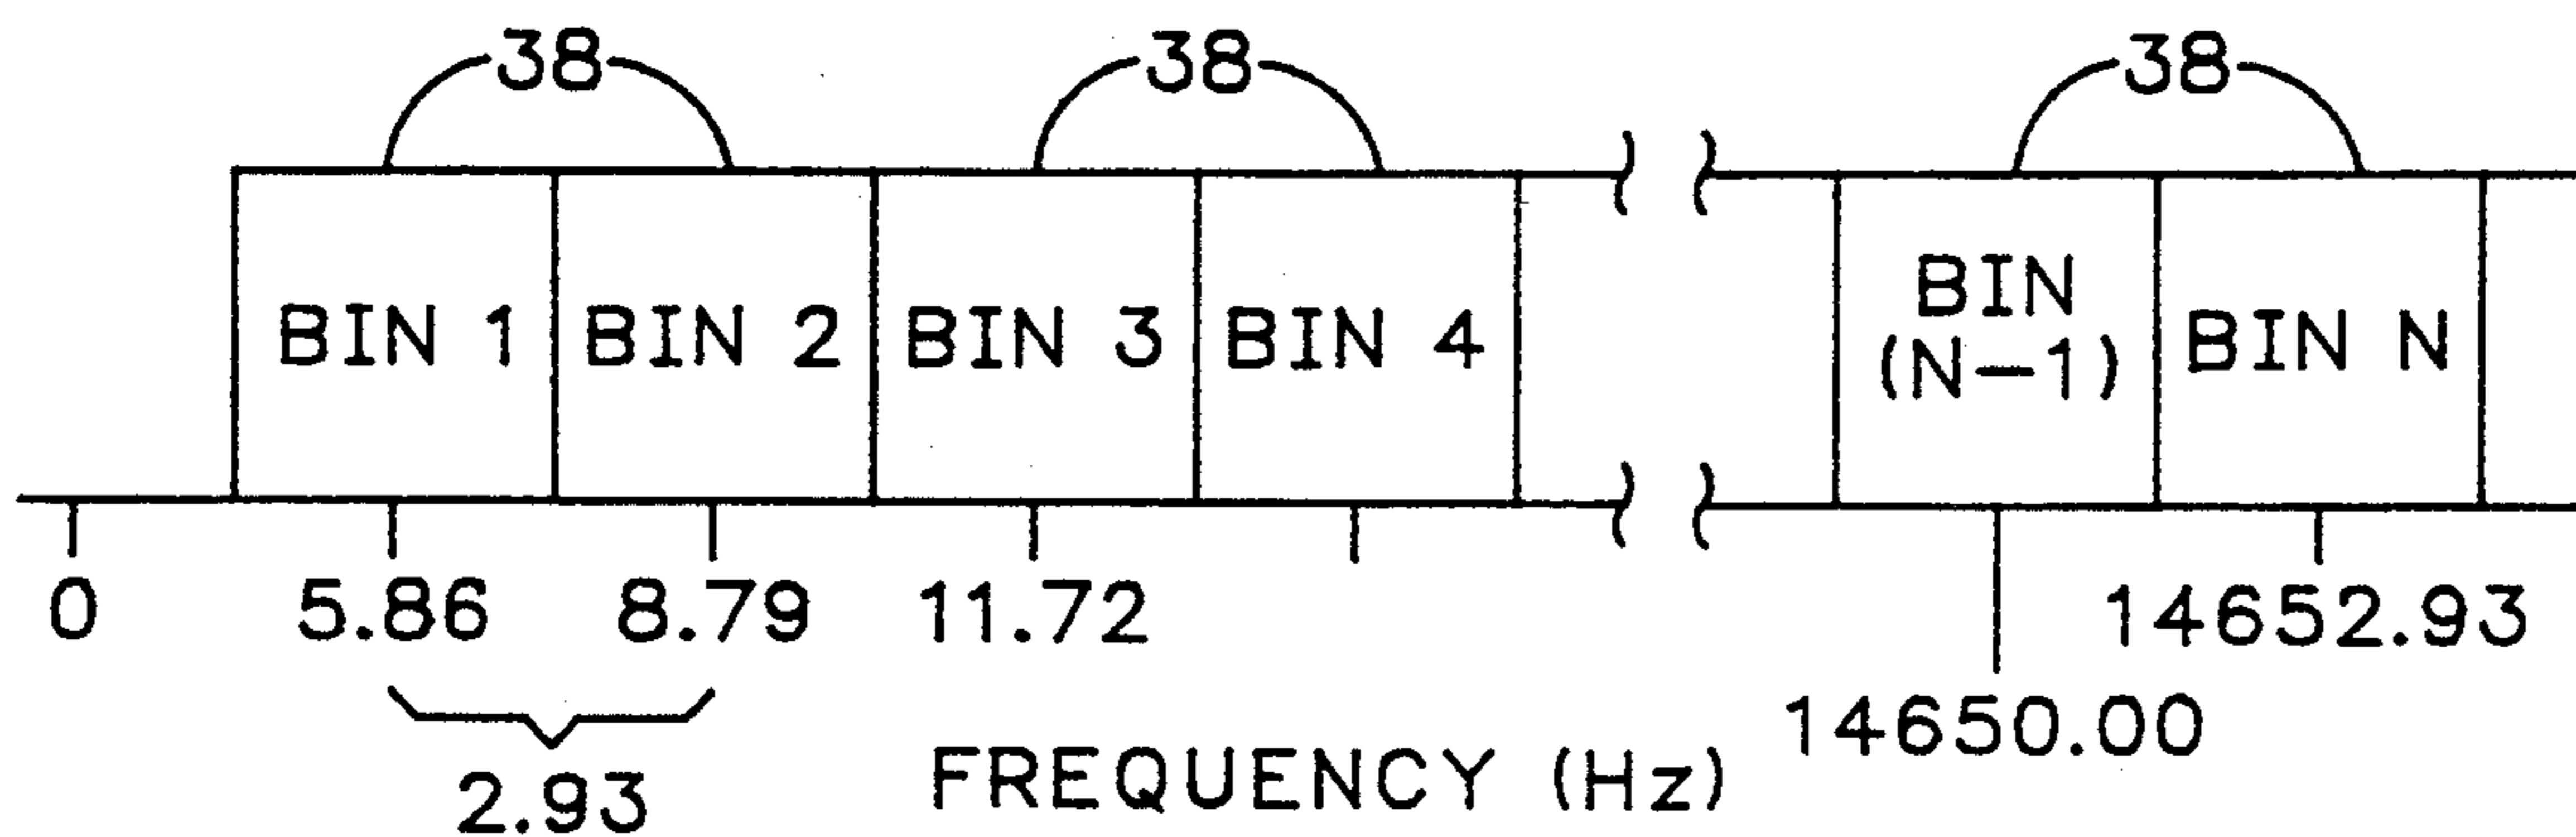 38 38 38
BIN 1 BIN 2 BIN 3 BIN 4 BIN (N-1) BIN N
0 5.86 8.79 11.72 14650.00 14652.93
2.93
FREQUENCY (Hz)